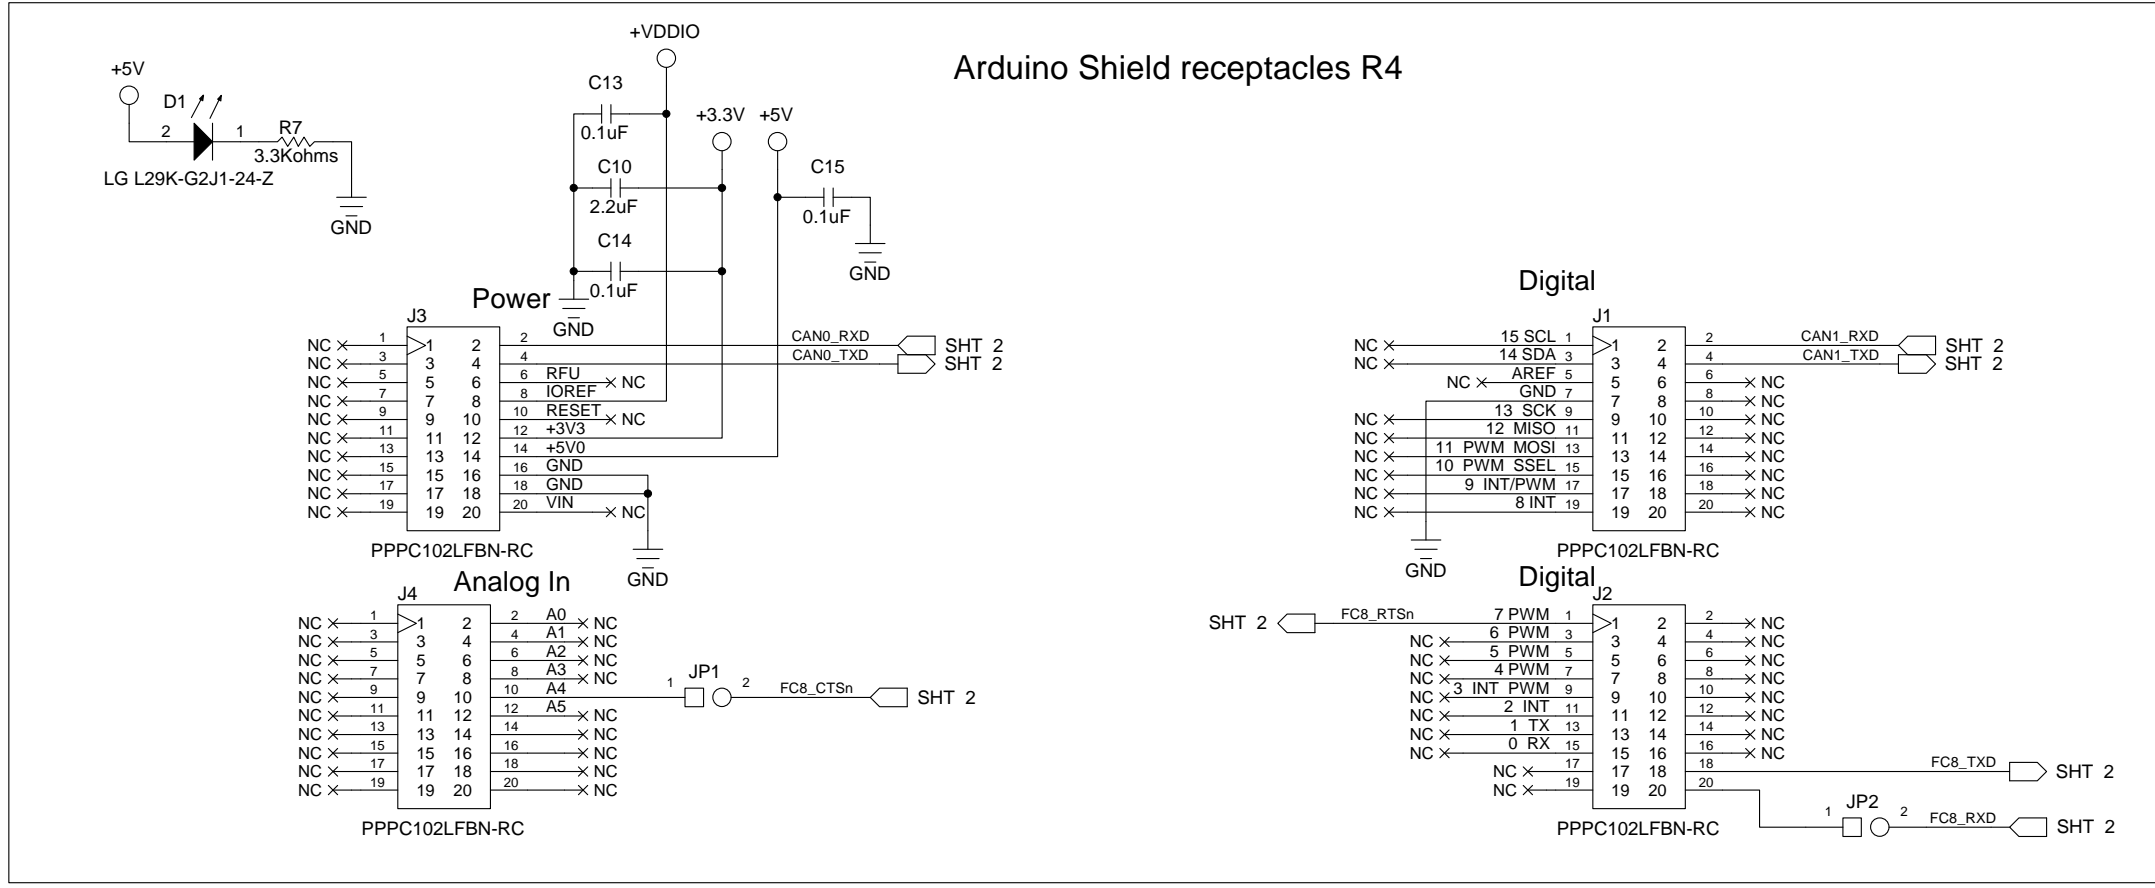 Arduino Shield receptacles R4
+5V
D1
2
1
R7
3.3Kohms
LG L29K-G2J1-24-Z
GND
+VDDIO
C13
0.1uF
+3.3V
+5V
C10
2.2uF
C15
0.1uF
GND
C14
0.1uF
GND
Power
J3
NC 1 1 2 2 CAN0_RXD SHT 2
NC 3 3 4 4 CAN0_TXD SHT 2
NC 5 5 6 6 RFU NC
NC 7 7 8 8 IOREF
NC 9 9 10 10 RESET NC
NC 11 11 12 12 +3V3
NC 13 13 14 14 +5V0
NC 15 15 16 16 GND
NC 17 17 18 18 GND
NC 19 19 20 20 VIN NC
PPPC102LFBN-RC
GND
Analog In
J4
NC 1 1 2 2 A0 NC
NC 3 3 4 4 A1 NC
NC 5 5 6 6 A2 NC
NC 7 7 8 8 A3 NC
NC 9 9 10 10 A4 1 JP1 2 FC8_CTSn SHT 2
NC 11 11 12 12 A5 NC
NC 13 13 14 14 NC
NC 15 15 16 16 NC
NC 17 17 18 18 NC
NC 19 19 20 20 NC
PPPC102LFBN-RC
Digital
J1
NC 15 SCL 1 1 2 2 CAN1_RXD SHT 2
NC 14 SDA 3 3 4 4 CAN1_TXD SHT 2
NC AREF 5 5 6 6 NC
GND 7 7 8 8 NC
NC 13 SCK 9 9 10 10 NC
NC 12 MISO 11 11 12 12 NC
NC 11 PWM MOSI 13 13 14 14 NC
NC 10 PWM SSEL 15 15 16 16 NC
NC 9 INT/PWM 17 17 18 18 NC
NC 8 INT 19 19 20 20 NC
PPPC102LFBN-RC
GND
Digital
J2
SHT 2 FC8_RTSn 7 PWM 1 1 2 2 NC
NC 6 PWM 3 3 4 4 NC
NC 5 PWM 5 5 6 6 NC
NC 4 PWM 7 7 8 8 NC
NC 3 INT PWM 9 9 10 10 NC
NC 2 INT 11 11 12 12 NC
NC 1 TX 13 13 14 14 NC
NC 0 RX 15 15 16 16 NC
NC 17 17 18 18 FC8_TXD SHT 2
NC 19 19 20 20
PPPC102LFBN-RC
1 JP2 2 FC8_RXD SHT 2